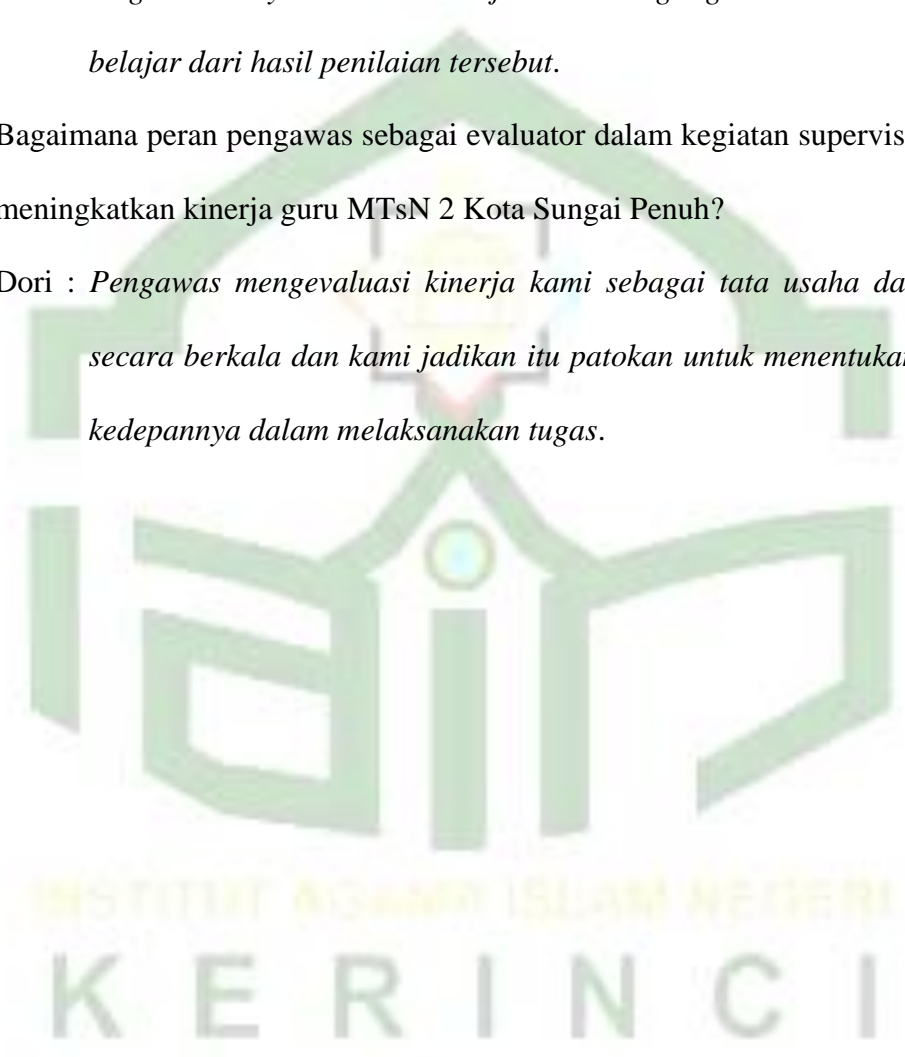 belajar dari hasil penilaian tersebut.
Bagaimana peran pengawas sebagai evaluator dalam kegiatan supervis
meningkatkan kinerja guru MTsN 2 Kota Sungai Penuh?
Dori : Pengawas mengevaluasi kinerja kami sebagai tata usaha da
secara berkala dan kami jadikan itu patokan untuk menentukan
kedepannya dalam melaksanakan tugas.
iain
INSTITUT AGAMA ISLAM NEGERI
KERINCI